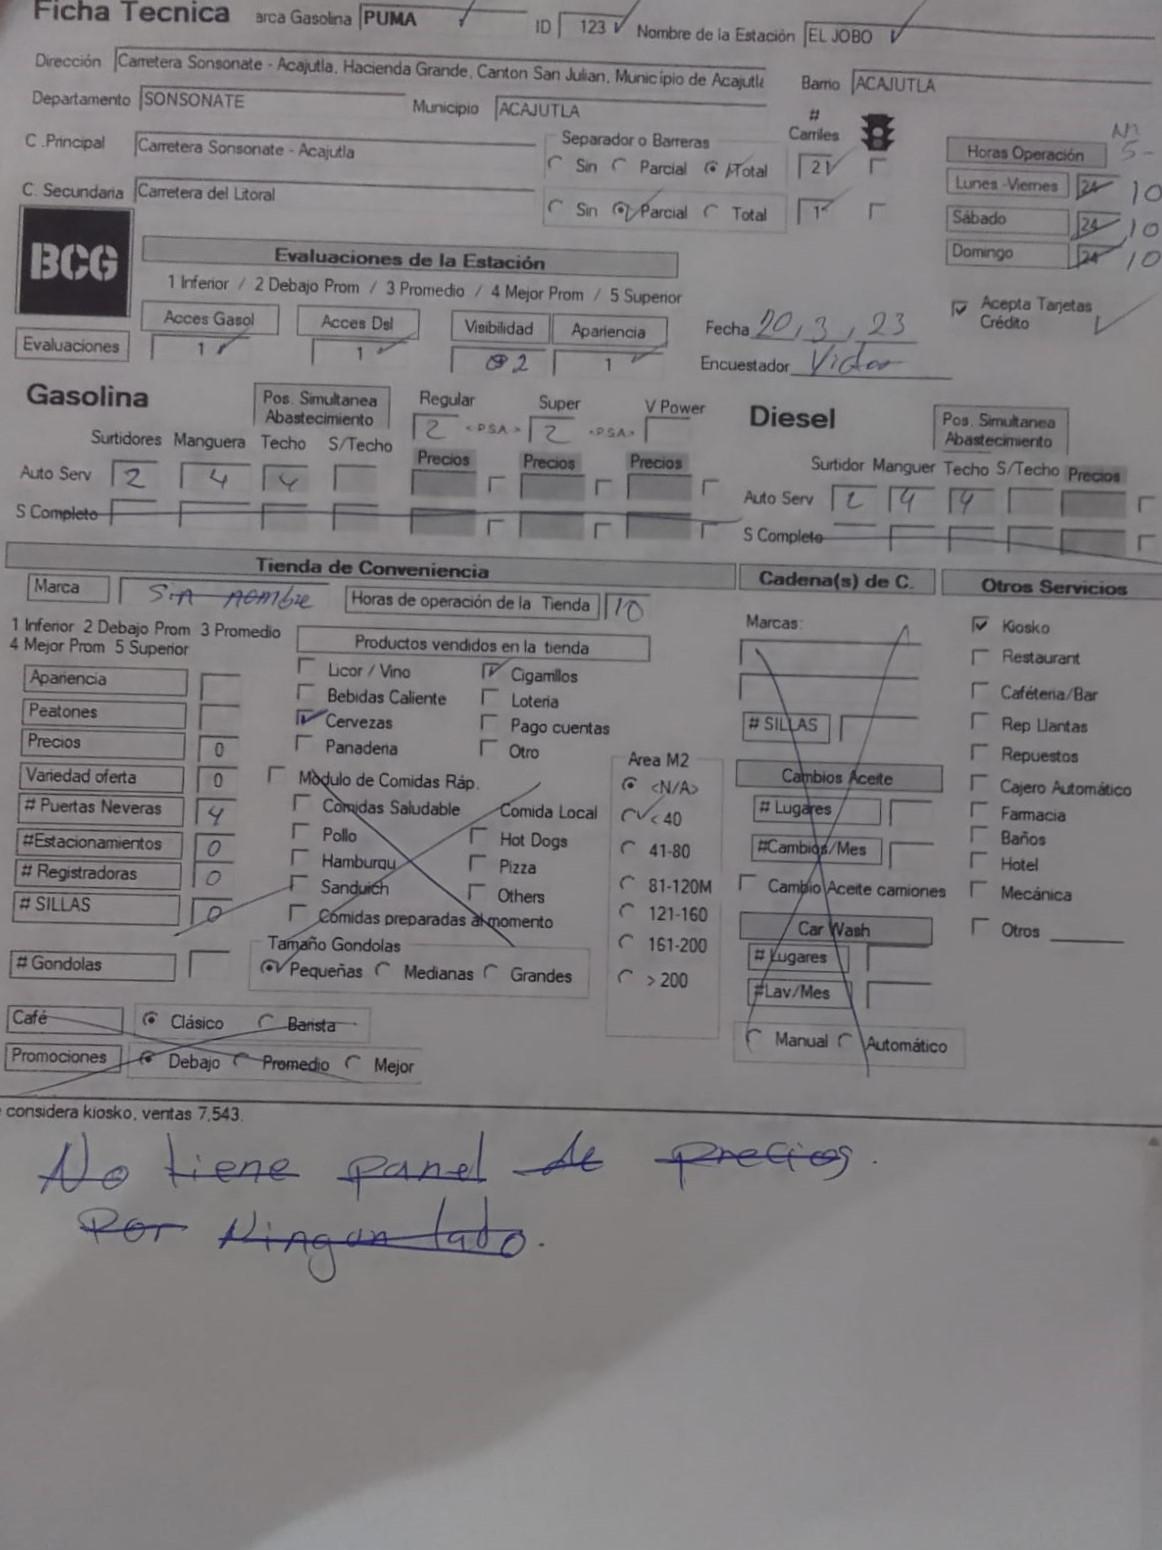 Ficha Tecnica arca Gasolina PUMA ID 123 Nombre de la Estación EL JOBO
Dirección Carretera Sonsonate - Acajutla, Hacienda Grande, Canton San Julian, Municipio de Acajutla Barrio ACAJUTLA
Departamento SONSONATE Municipio ACAJUTLA # Carriles
C .Principal Carretera Sonsonate - Acajutla Separador o Barreras
Sin Parcial Total 2
C. Secundaria Carretera del Litoral
Sin Parcial Total 1
Horas Operación
Lunes -Viernes 24 10
Sábado 24 10
Domingo 24 10
BCG
Evaluaciones de la Estación
1 Inferior / 2 Debajo Prom / 3 Promedio / 4 Mejor Prom / 5 Superior
Acces Gasol Acces Dsl Visibilidad Apariencia
Evaluaciones 1 1 2 1
Fecha 20, 3, 23
Encuestador Victor
Acepta Tarjetas
Crédito
Gasolina Pos. Simultanea Abastecimiento Regular Super V Power
2 <PSA> 2 <PSA>
Surtidores Manguera Techo S/Techo Precios Precios Precios
Auto Serv 2 4 4
S Completo
Diesel Pos. Simultanea Abastecimiento
Surtidor Manguer Techo S/Techo Precios
Auto Serv 2 4 4
S Completo
Tienda de Conveniencia
Marca Sin nombre Horas de operación de la Tienda 10
1 Inferior 2 Debajo Prom 3 Promedio
4 Mejor Prom 5 Superior
Apariencia
Peatones
Precios 0
Variedad oferta 0
# Puertas Neveras 4
#Estacionamientos 0
# Registradoras 0
# SILLAS 0
# Gondolas
Productos vendidos en la tienda
Licor / Vino Cigarrillos
Bebidas Caliente Loteria
Cervezas Pago cuentas
Panaderia Otro
Modulo de Comidas Ráp.
Comidas Saludable Comida Local
Pollo Hot Dogs
Hamburgu Pizza
Sanduich Others
Comidas preparadas al momento
Tamaño Gondolas
Pequeñas Medianas Grandes
Area M2
<N/A>
< 40
41-80
81-120M
121-160
161-200
> 200
Café Clásico Barista
Promociones Debajo Promedio Mejor
Cadena(s) de C.
Marcas:
# SILLAS
Cambios Aceite
# Lugares
#Cambios/Mes
Cambio Aceite camiones
Car Wash
# Lugares
#Lav/Mes
Manual Automático
Otros Servicios
Kiosko
Restaurant
Caféteria/Bar
Rep Llantas
Repuestos
Cajero Automático
Farmacia
Baños
Hotel
Mecánica
Otros
considera kiosko, ventas 7,543.
No tiene panel de precios.
Por Ningun lado.